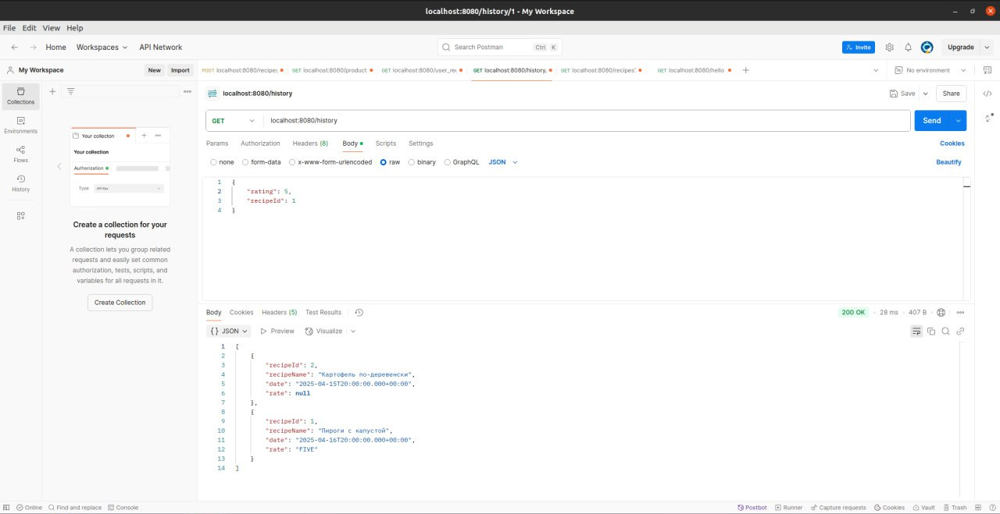 localhost:8080/history/1 - My Workspace
File Edit View Help
Home Workspaces API Network
Search Postman Ctrl K
Invite
Upgrade
My Workspace
New Import
POST localhost:8080/recipes
GET localhost:8080/product
GET localhost:8080/user_re
GET localhost:8080/history
GET localhost:8080/recipes
GET localhost:8080/hello
No environment
Collections
Environments
Flows
History
Your collection
Your collection
Authorization
Type API Key
Create a collection for your
requests
A collection lets you group related
requests and easily set common
authorization, tests, scripts, and
variables for all requests in it.
Create Collection
localhost:8080/history
Save
Share
GET
localhost:8080/history
Send
Params Authorization Headers (8) Body Scripts Settings
Cookies
none form-data x-www-form-urlencoded raw binary GraphQL JSON
Beautify
1 {
2 "rating": 5,
3 "recipeId": 1
4 }
Body Cookies Headers (5) Test Results
200 OK · 28 ms · 407 B
{} JSON Preview Visualize
1 [
2 {
3 "recipeId": 2,
4 "recipeName": "Картофель по-деревенски",
5 "date": "2025-04-15T20:00:00.000+00:00",
6 "rate": null
7 },
8 {
9 "recipeId": 1,
10 "recipeName": "Пироги с капустой",
11 "date": "2025-04-16T20:00:00.000+00:00",
12 "rate": "FIVE"
13 }
14 ]
Online Find and replace Console
Postbot Runner Capture requests Cookies Vault Trash